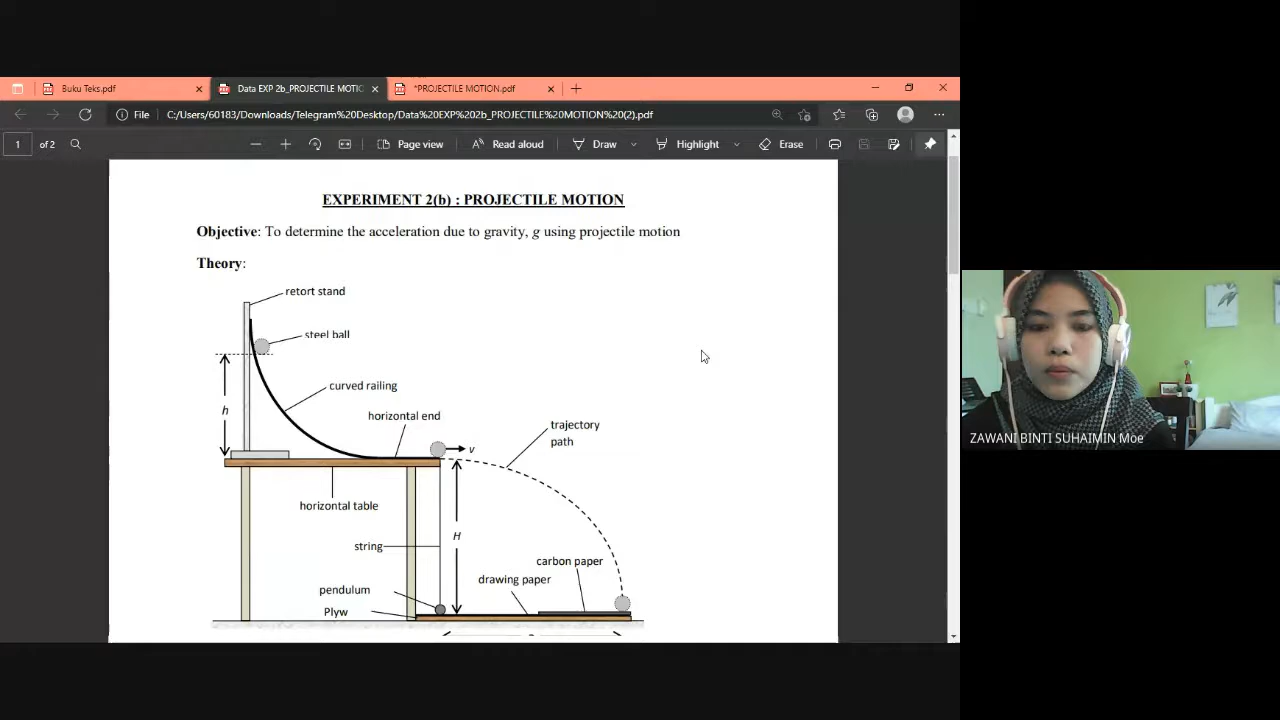 Buku Teks.pdf
Data EXP 2b_PROJECTILE MOTIC
*PROJECTILE MOTION.pdf
File
C:/Users/60183/Downloads/Telegram%20Desktop/Data%20EXP%202b_PROJECTILE%20MOTION%20(2).pdf
1 of 2
Page view
Read aloud
Draw
Highlight
Erase
EXPERIMENT 2(b) : PROJECTILE MOTION
Objective: To determine the acceleration due to gravity, g using projectile motion
Theory:
retort stand
steel ball
curved railing
h
horizontal end
trajectory
path
v
horizontal table
H
string
carbon paper
drawing paper
pendulum
Plyw
ZAWANI BINTI SUHAIMIN Moe